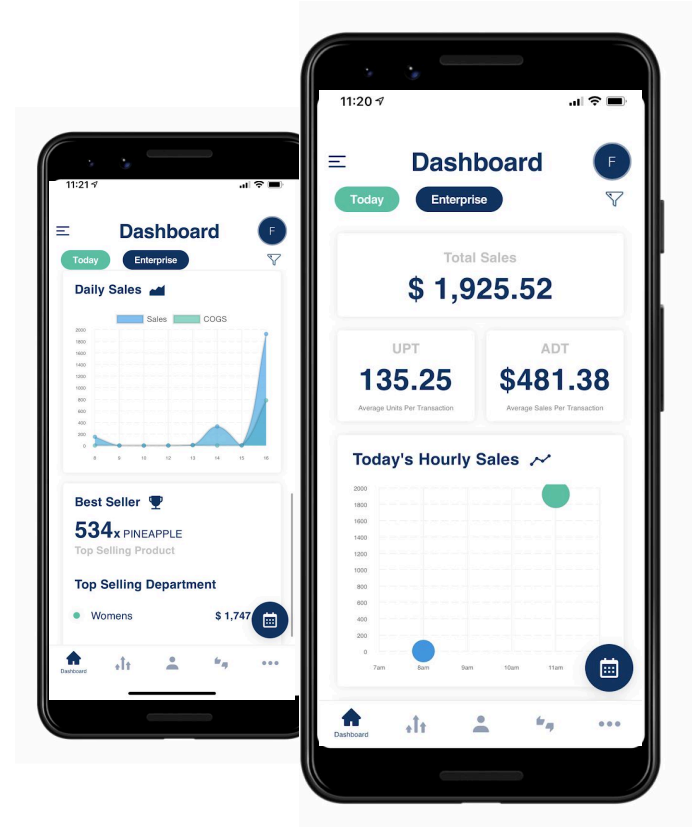 11:21
Dashboard
F
Today
Enterprise
Daily Sales
Sales
COGS
2000
1800
1600
1400
1200
1000
800
600
400
200
0
8
9
10
12
13
14
15
16
Best Seller
534x PINEAPPLE
Top Selling Product
Top Selling Department
Womens
$ 1,747
Dashboard
11:20
Dashboard
F
Today
Enterprise
Total Sales
$ 1,925.52
UPT
135.25
Average Units Per Transaction
ADT
$481.38
Average Sales Per Transaction
Today's Hourly Sales
2000
1800
1600
1400
1200
1000
800
600
400
200
0
7am
8am
9am
10am
11am
Dashboard